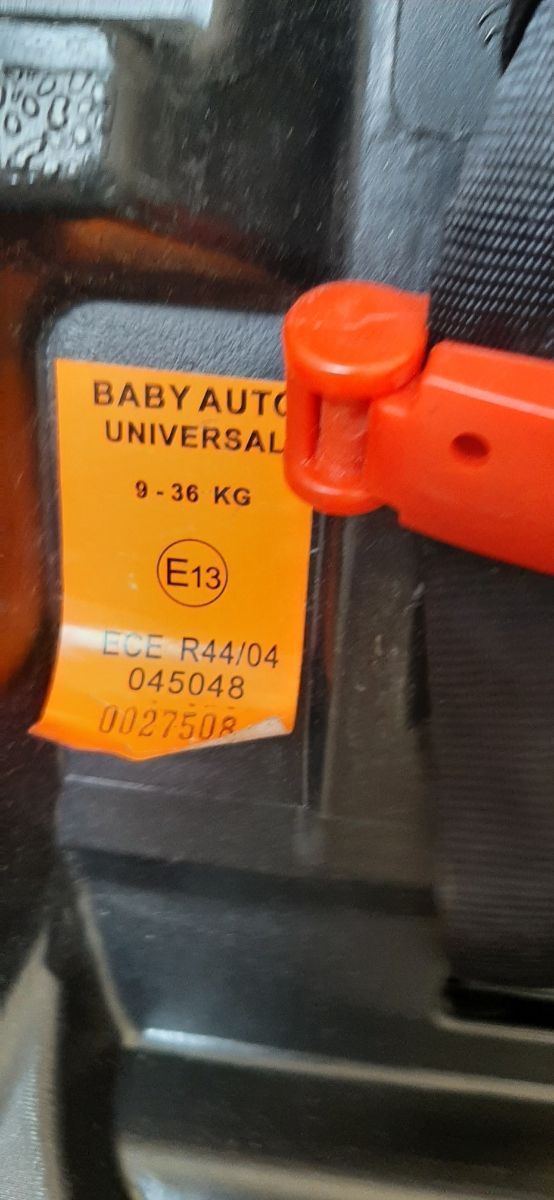 BABY AUTO
UNIVERSAL
9 - 36 KG
E13
ECE R44/04
045048
0027508